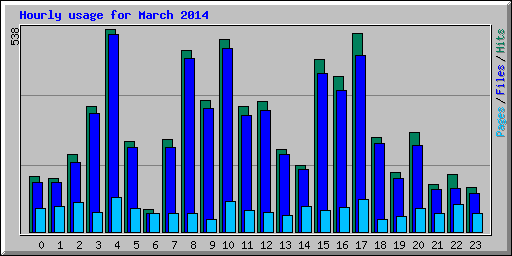 Hourly usage for March 2014
538
Pages/Files/Hits
0 1 2 3 4 5 6 7 8 9 10 11 12 13 14 15 16 17 18 19 20 21 22 23